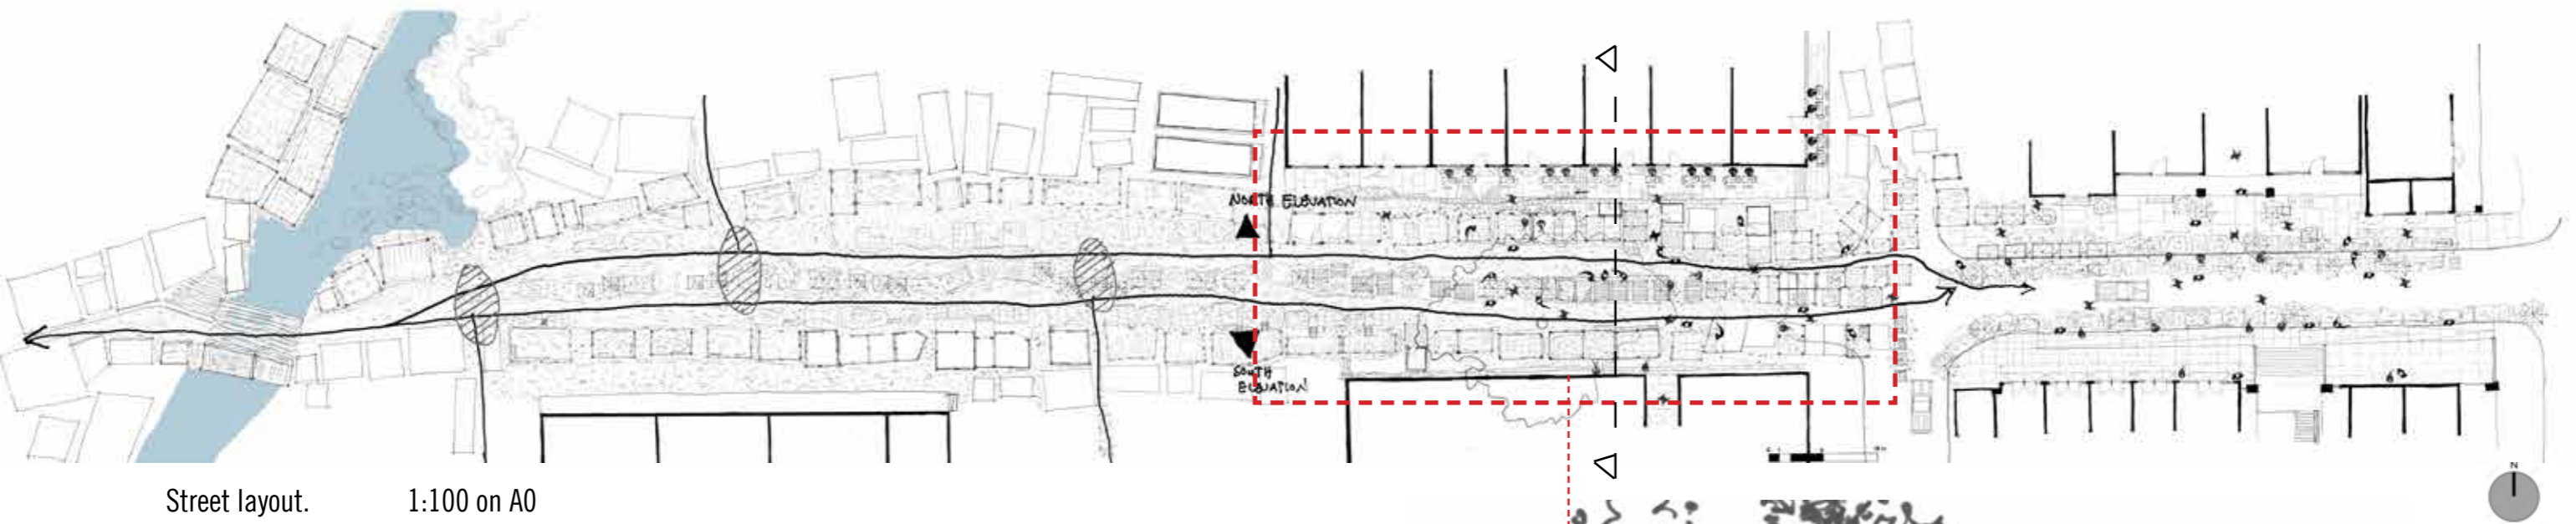 NORTH ELEVATION
SOUTH
ELEVATION
Street layout. 1:100 on A0
N